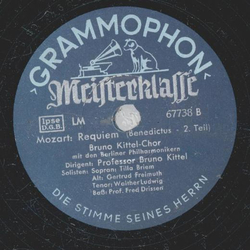 GRAMMOPHON
Meisterklasse
Ipse
D.G.B.
LM
67738 B
Mozart: Requiem (Benedictus - 2. Teil)
Bruno Kittel-Chor
mit den Berliner Philharmonikern
Dirigent: Professor Bruno Kittel
Solisten: Sopran: Tilla Briem
Alt: Gertrud Freimuth
Tenor: Walther Ludwig
Baß: Prof. Fred Drissen
DIE STIMME SEINES HERRN